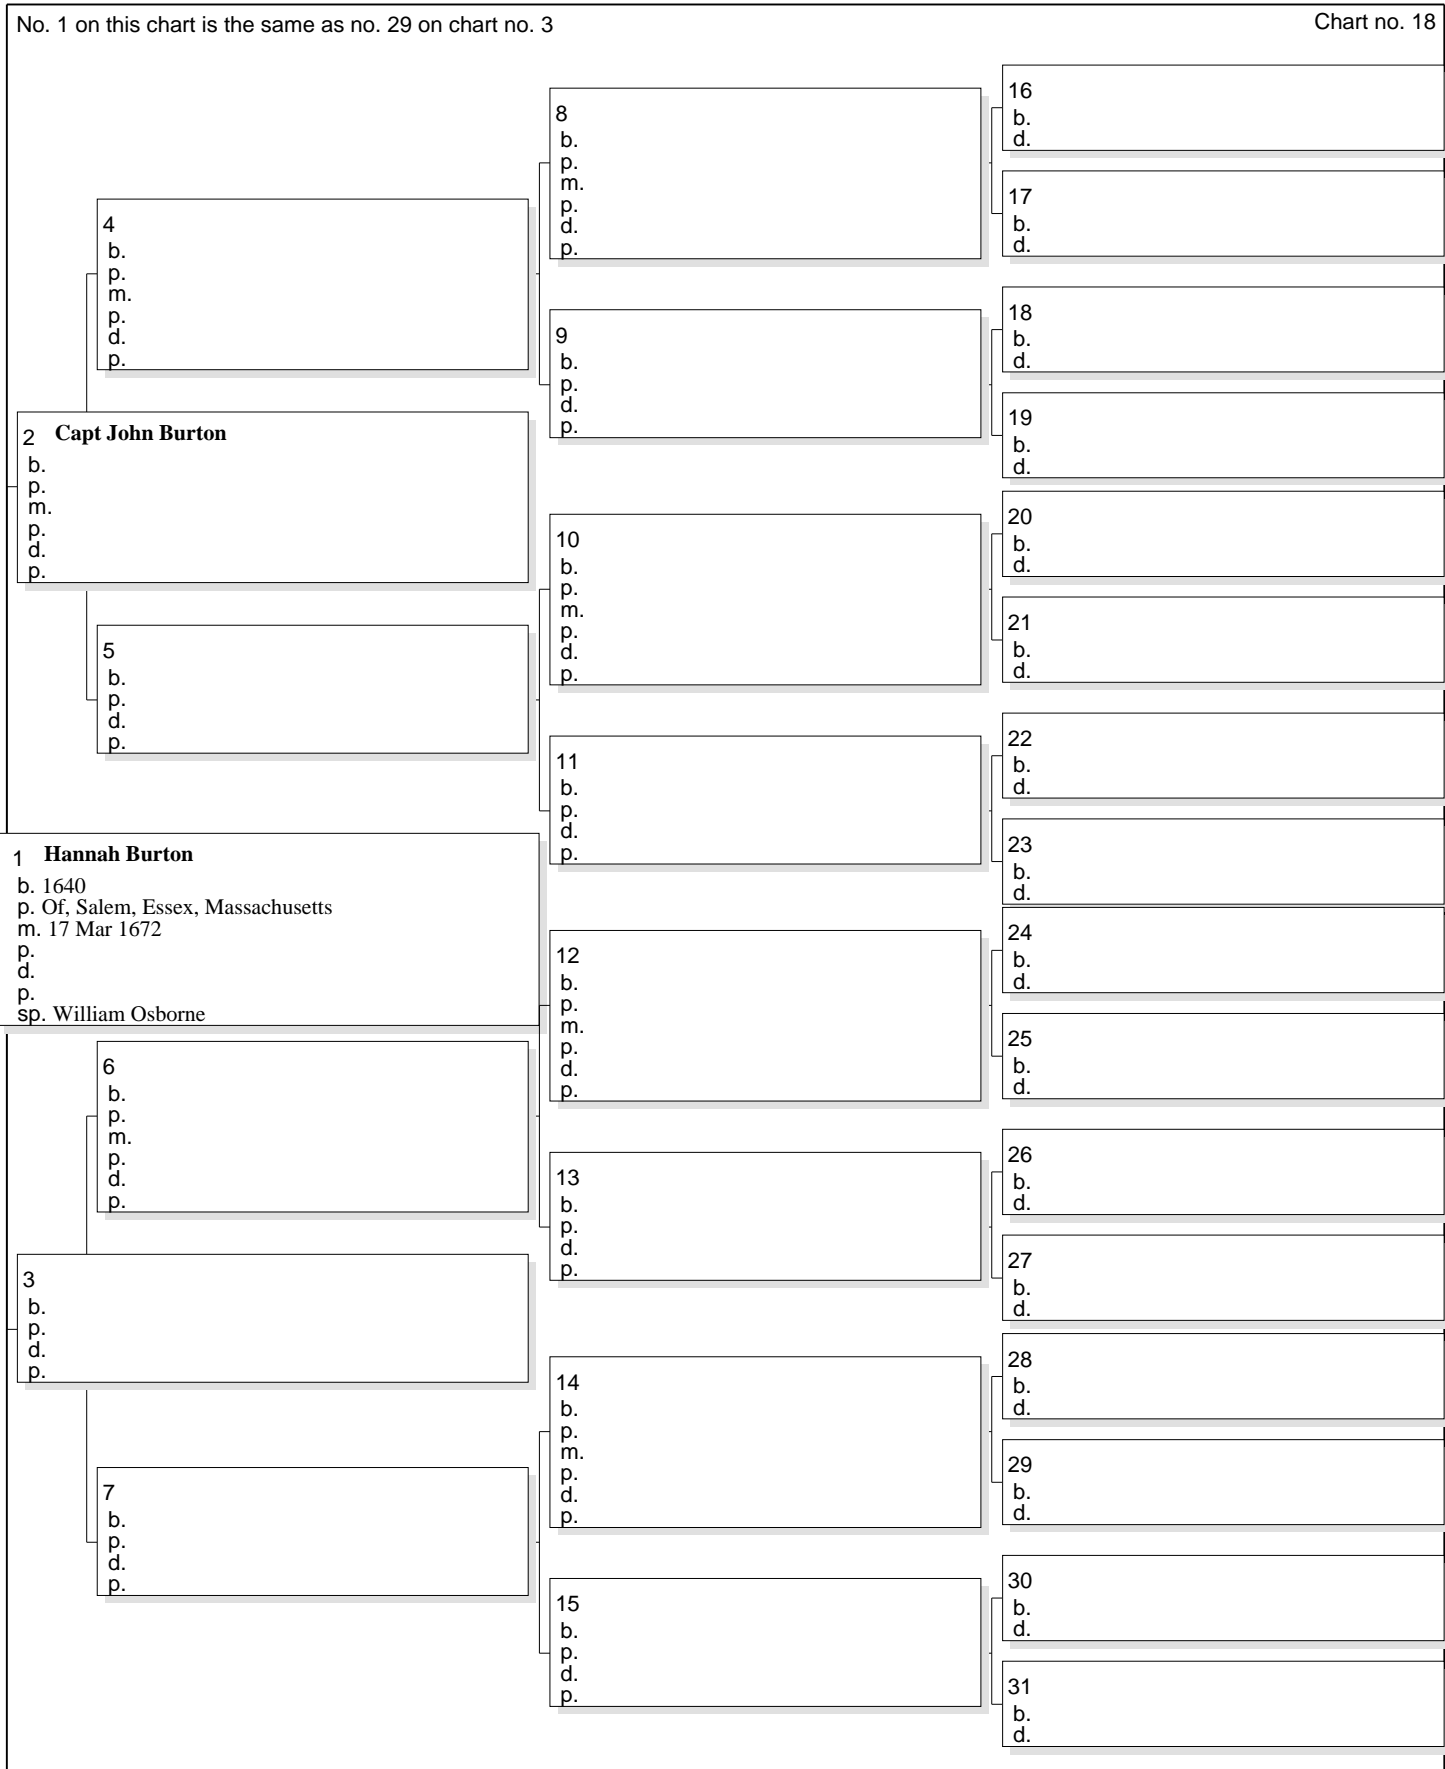 No. 1 on this chart is the same as no. 29 on chart no. 3
Chart no. 18
16
b.
d.
8
b.
p.
m.
p.
d.
p.
17
b.
d.
4
b.
p.
m.
p.
d.
p.
18
b.
d.
9
b.
p.
d.
p.
19
b.
d.
2 Capt John Burton
b.
p.
m.
p.
d.
p.
20
b.
d.
10
b.
p.
m.
p.
d.
p.
21
b.
d.
5
b.
p.
d.
p.
22
b.
d.
11
b.
p.
d.
p.
23
b.
d.
1 Hannah Burton
b. 1640
p. Of, Salem, Essex, Massachusetts
m. 17 Mar 1672
p.
d.
p.
sp. William Osborne
24
b.
d.
12
b.
p.
m.
p.
d.
p.
25
b.
d.
6
b.
p.
m.
p.
d.
p.
26
b.
d.
13
b.
p.
d.
p.
27
b.
d.
3
b.
p.
d.
p.
28
b.
d.
14
b.
p.
m.
p.
d.
p.
29
b.
d.
7
b.
p.
d.
p.
30
b.
d.
15
b.
p.
d.
p.
31
b.
d.